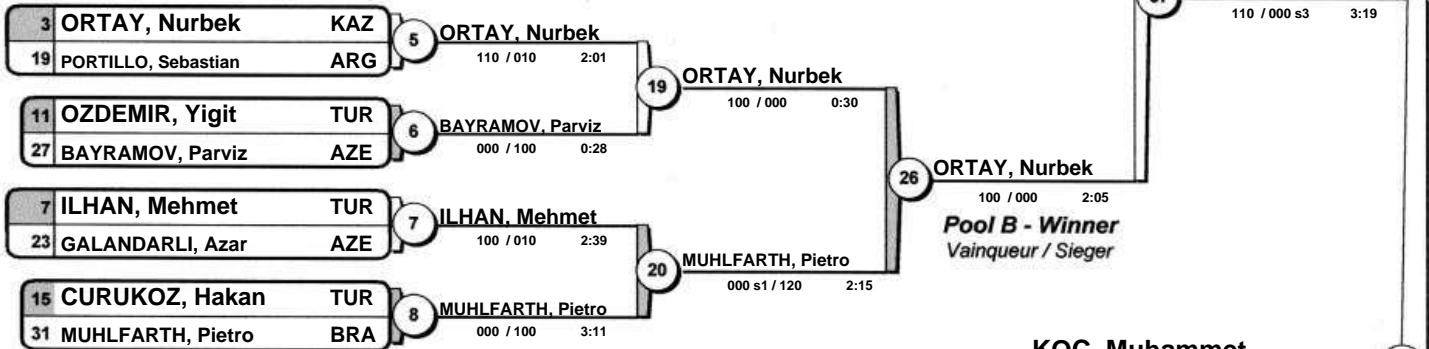 110 / 000 s3 3:19
3 ORTAY, Nurbek KAZ
19 PORTILLO, Sebastian ARG
5
ORTAY, Nurbek
110 / 010 2:01
11 OZDEMIR, Yigit TUR
27 BAYRAMOV, Parviz AZE
6
BAYRAMOV, Parviz
000 / 100 0:28
19
ORTAY, Nurbek
100 / 000 0:30
7 ILHAN, Mehmet TUR
23 GALANDARLI, Azar AZE
7
ILHAN, Mehmet
100 / 010 2:39
15 CURUKOZ, Hakan TUR
31 MUHLFARTH, Pietro BRA
8
MUHLFARTH, Pietro
000 / 100 3:11
20
MUHLFARTH, Pietro
000 s1 / 120 2:15
26
ORTAY, Nurbek
100 / 000 2:05
Pool B - Winner
Vainqueur / Sieger
KOC, Muhammet